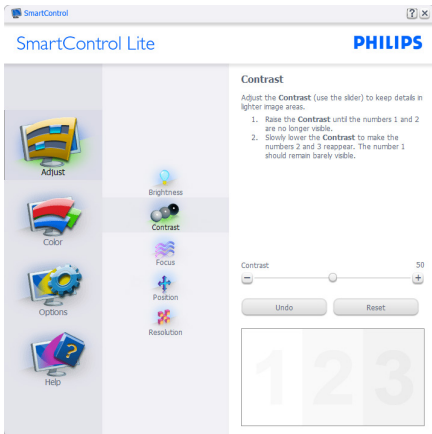 SmartControl
SmartControl Lite
PHILIPS
Adjust
Color
Options
Help
Brightness
Contrast
Focus
Position
Resolution
Contrast
Adjust the Contrast (use the slider) to keep details in
lighter image areas.
1. Raise the Contrast until the numbers 1 and 2
are no longer visible.
2. Slowly lower the Contrast to make the
numbers 2 and 3 reappear. The number 1
should remain barely visible.
Contrast 50
Undo Reset
1 2 3